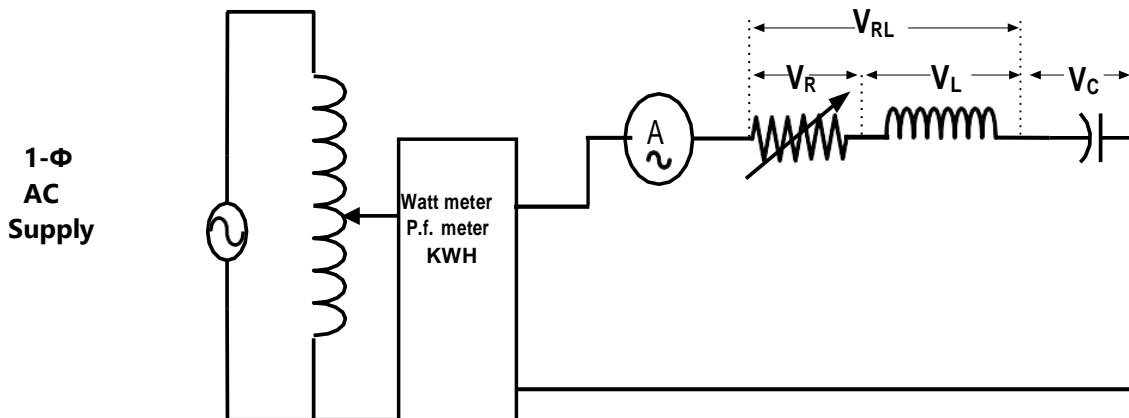 1-Φ
AC
Supply
Watt meter
P.f. meter
KWH
A
V_RL
V_R
V_L
V_C